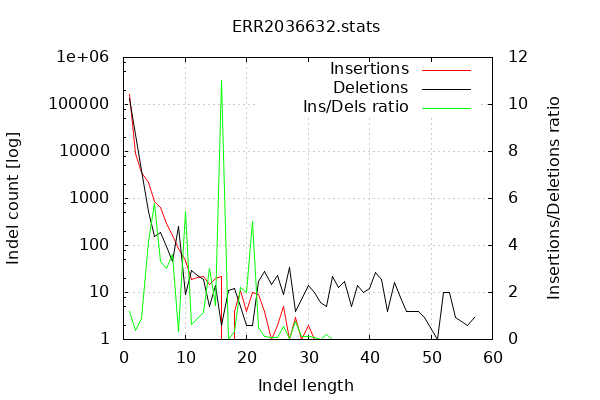 ERR2036632.stats
1e+06
100000
10000
1000
100
10
1
12
10
8
6
4
2
0
Insertions
Deletions
Ins/Dels ratio
Indel count [log]
Insertions/Deletions ratio
0 10 20 30 40 50 60
Indel length